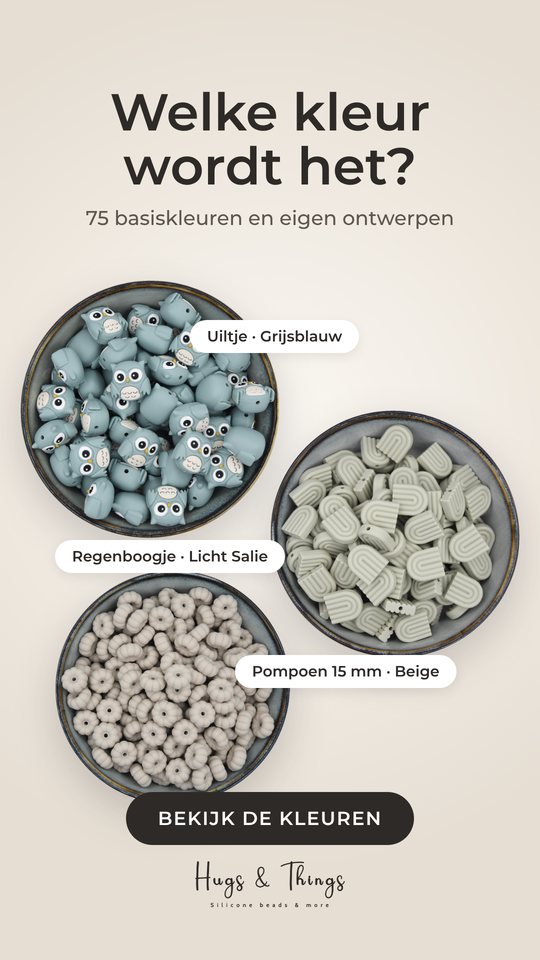 Welke kleur
wordt het?
75 basiskleuren en eigen ontwerpen
Uiltje · Grijsblauw
Regenboogje · Licht Salie
Pompoen 15 mm · Beige
BEKIJK DE KLEUREN
Hugs & Things
Silicone beads & more